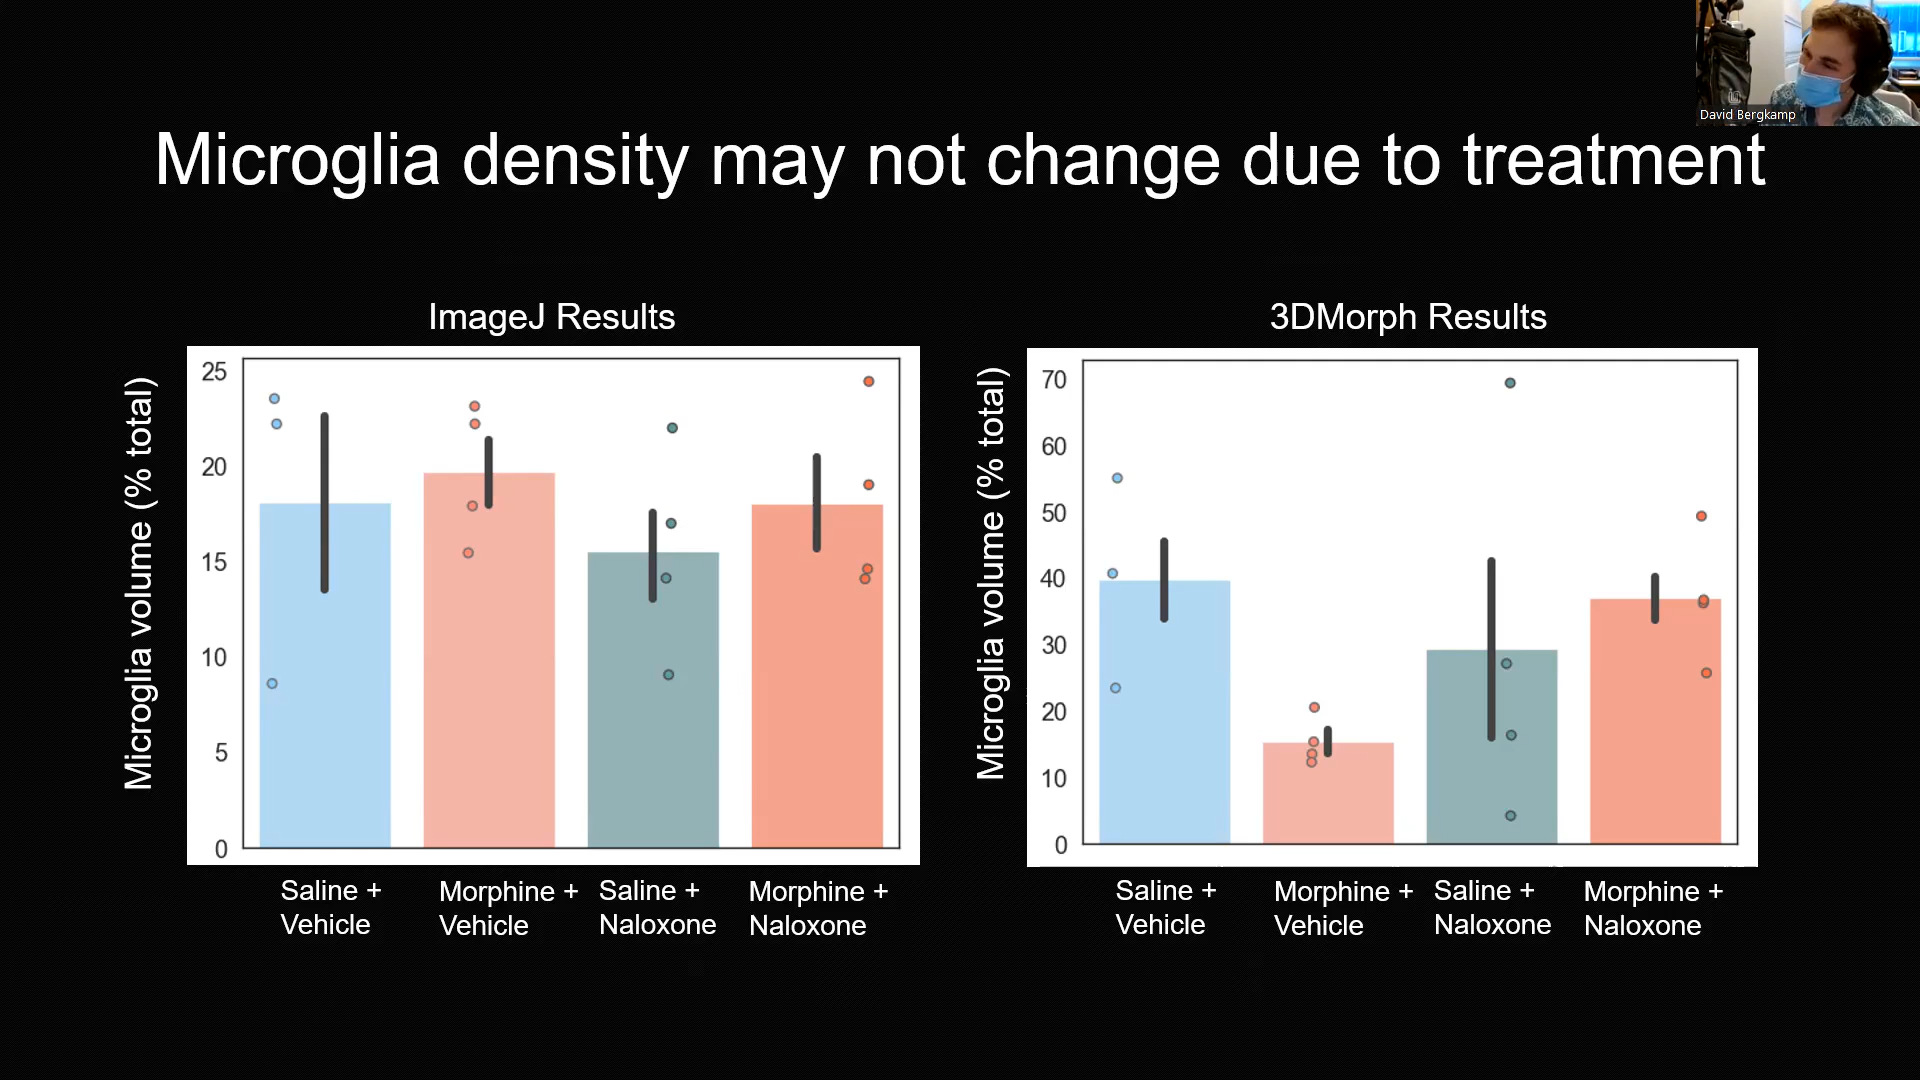 David Bergkamp
Microglia density may not change due to treatment
ImageJ Results
Microglia volume (% total)
25
20
15
10
5
0
Saline +
Vehicle
Morphine +
Vehicle
Saline +
Naloxone
Morphine +
Naloxone
3DMorph Results
Microglia volume (% total)
70
60
50
40
30
20
10
0
Saline +
Vehicle
Morphine +
Vehicle
Saline +
Naloxone
Morphine +
Naloxone